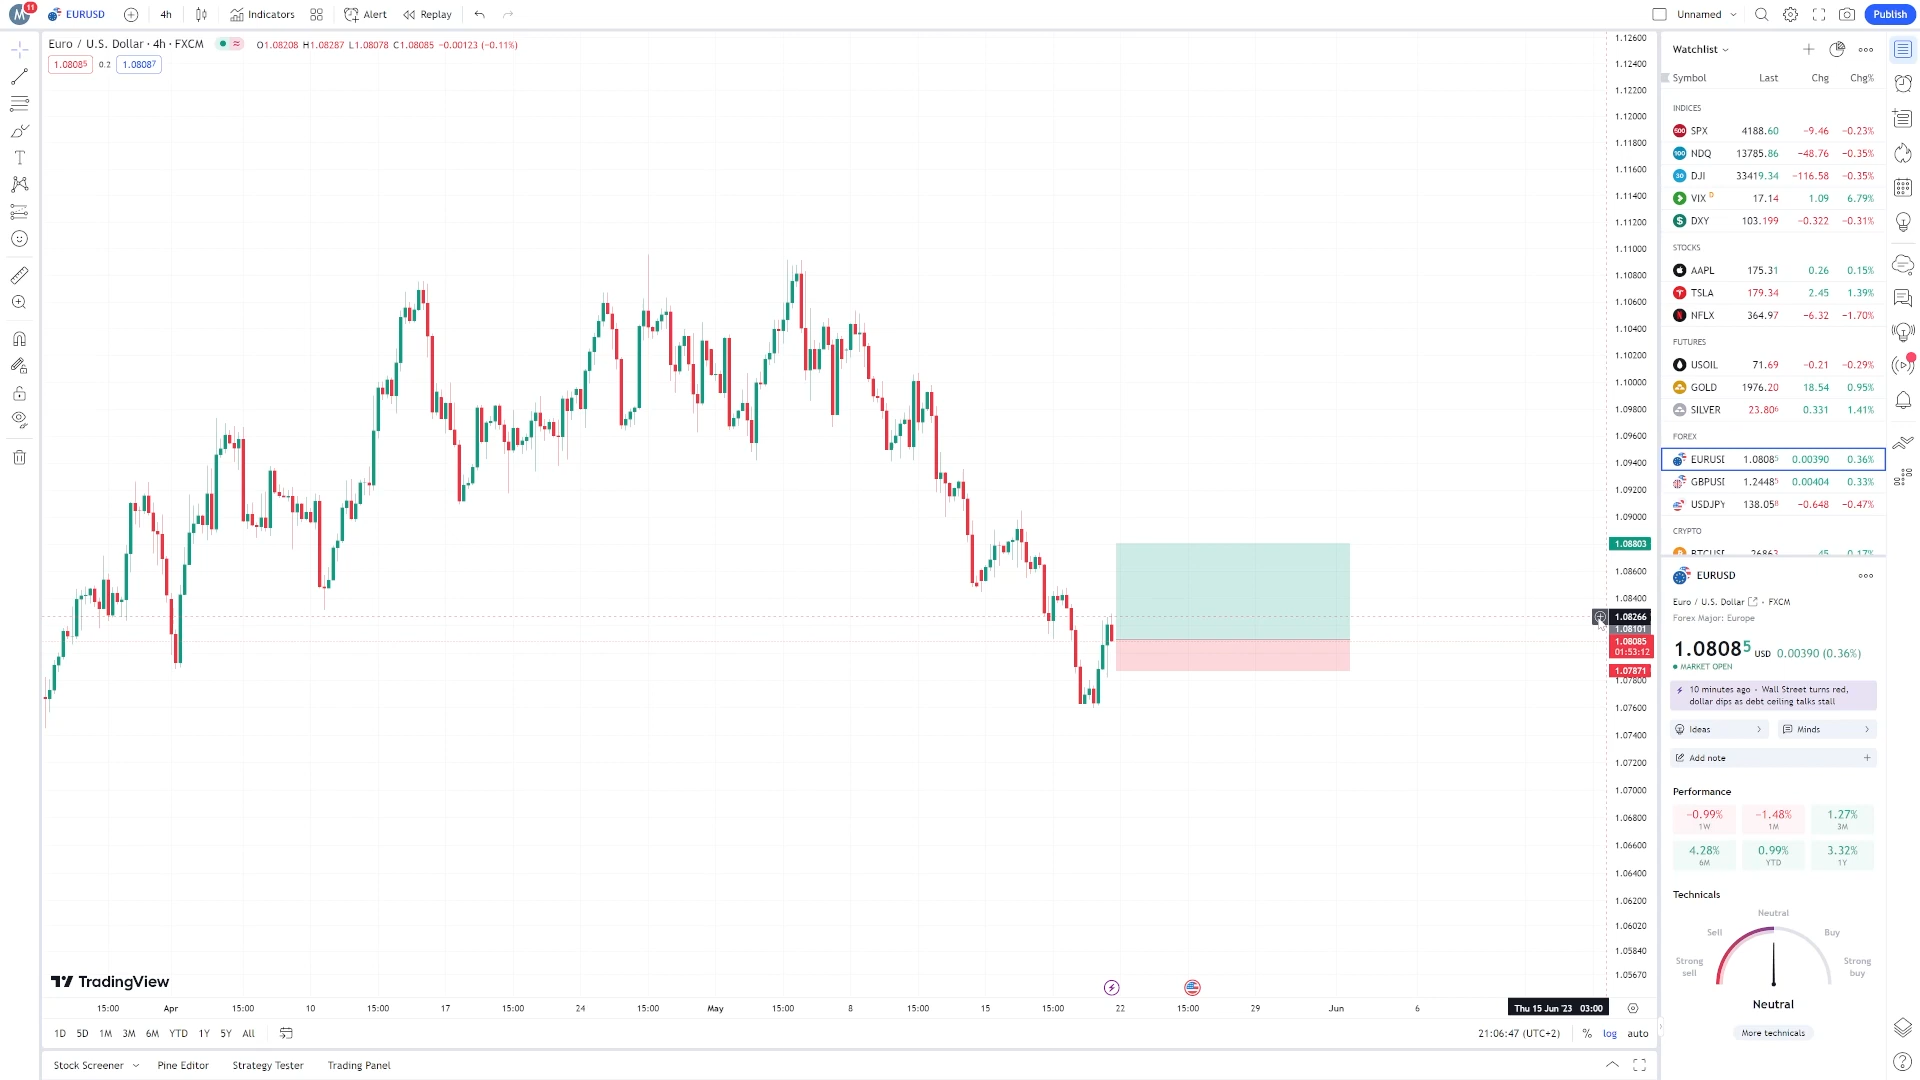 M 11 EURUSD 4h Indicators Alert Replay Unnamed Publish
Euro / U.S. Dollar · 4h · FXCM O1.08208 H1.08287 L1.08078 C1.08085 −0.00123 (−0.11%)
1.08085 0.2 1.08087
1.12600
1.12400
1.12200
1.12000
1.11800
1.11600
1.11400
1.11200
1.11000
1.10800
1.10600
1.10400
1.10200
1.10000
1.09800
1.09600
1.09400
1.09200
1.09000
1.08803
1.08600
1.08400
1.08266
1.08101
1.08085
01:53:12
1.07871
1.07800
1.07600
1.07400
1.07200
1.07000
1.06800
1.06600
1.06400
1.06200
1.06020
1.05840
1.05670
TradingView
15:00 Apr 15:00 10 15:00 17 15:00 24 15:00 May 15:00 8 15:00 15 15:00 22 15:00 29 Jun 6 Thu 15 Jun '23 03:00
1D 5D 1M 3M 6M YTD 1Y 5Y All 21:06:47 (UTC+2) % log auto
Stock Screener Pine Editor Strategy Tester Trading Panel
Watchlist
Symbol Last Chg Chg%
INDICES
500 SPX 4188.60 −9.46 −0.23%
100 NDQ 13785.86 −48.76 −0.35%
30 DJI 33419.34 −116.58 −0.35%
VIX D 17.14 1.09 6.79%
$ DXY 103.199 −0.322 −0.31%
STOCKS
AAPL 175.31 0.26 0.15%
TSLA 179.34 2.45 1.39%
NFLX 364.97 −6.32 −1.70%
FUTURES
USOIL 71.69 −0.21 −0.29%
GOLD 1976.20 18.54 0.95%
SILVER 23.806 0.331 1.41%
FOREX
EURUSI 1.08085 0.00390 0.36%
GBPUSI 1.24485 0.00404 0.33%
USDJPY 138.058 −0.648 −0.47%
CRYPTO
BTCUSI 26863 45 0.17%
EURUSD
Euro / U.S. Dollar · FXCM
Forex Major: Europe
1.08085 USD 0.00390 (0.36%)
MARKET OPEN
10 minutes ago · Wall Street turns red,
dollar dips as debt ceiling talks stall
Ideas Minds
Add note
Performance
−0.99% −1.48% 1.27%
1W 1M 3M
4.28% 0.99% 3.32%
6M YTD 1Y
Technicals
Neutral
Sell Buy
Strong
sell
Strong
buy
Neutral
More technicals